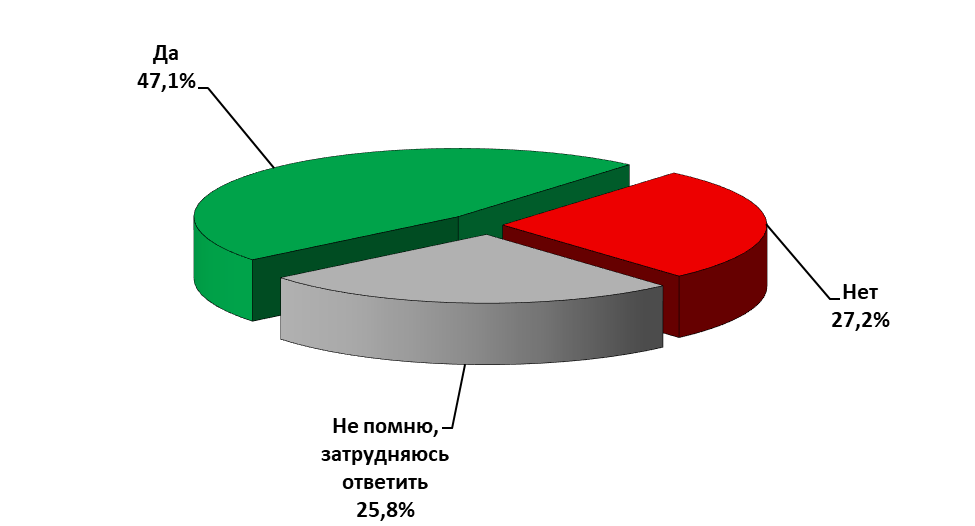 Да
47,1%
Нет
27,2%
Не помню,
затрудняюсь
ответить
25,8%